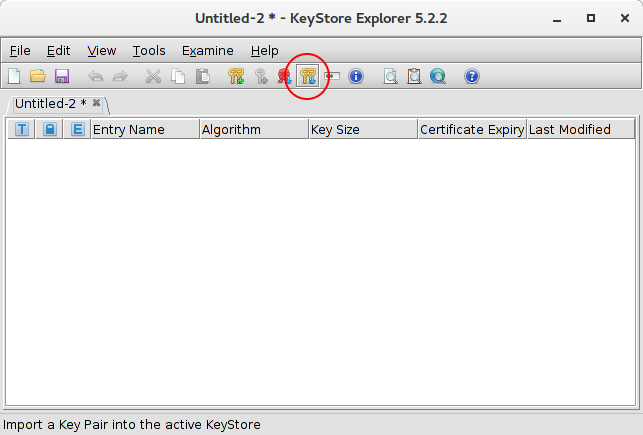 Untitled-2 * - KeyStore Explorer 5.2.2
File Edit View Tools Examine Help
Untitled-2 *
T E Entry Name Algorithm Key Size Certificate Expiry Last Modified
Import a Key Pair into the active KeyStore